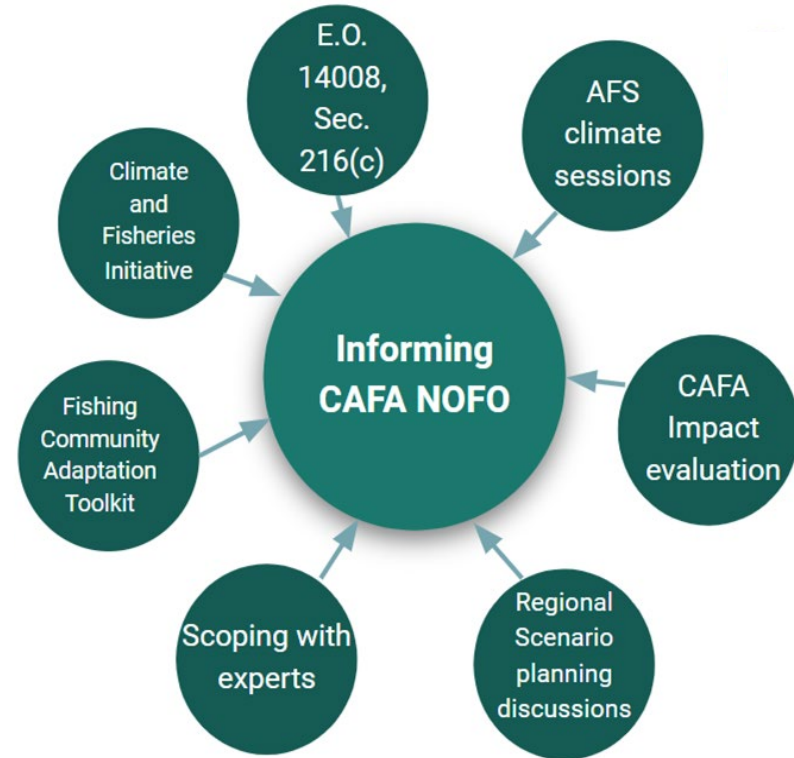 E.O.
14008,
Sec.
216(c)
AFS
climate
sessions
Climate
and
Fisheries
Initiative
Informing
CAFA NOFO
CAFA
Impact
evaluation
Fishing
Community
Adaptation
Toolkit
Scoping with
experts
Regional
Scenario
planning
discussions